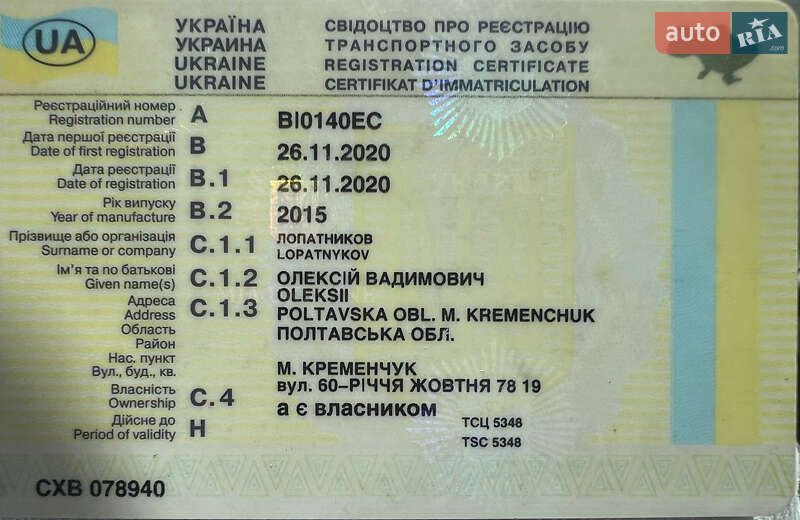 UA
УКРАЇНА СВІДОЦТВО ПРО РЕЄСТРАЦІЮ
УКРАИНА ТРАНСПОРТНОГО ЗАСОБУ
UKRAINE REGISTRATION CERTIFICATE
UKRAINE CERTIFIKAT D'IMMATRICULATION
auto RIA .com
Реєстраційний номер
Registration number A BI0140EC
Дата першої реєстрації
Date of first registration B 26.11.2020
Дата реєстрації
Date of registration B.1 26.11.2020
Рік випуску
Year of manufacture B.2 2015
Прізвище або організація C.1.1 ЛОПАТНИКОВ
Surname or company LOPATNYKOV
Ім'я та по батькові C.1.2 ОЛЕКСІЙ ВАДИМОВИЧ
Given name(s) OLEKSII
Адреса C.1.3
Address POLTAVSKA OBL. M. KREMENCHUK
Область ПОЛТАВСЬКА ОБЛ.
Район
Нас. пункт М. КРЕМЕНЧУК
Вул., буд., кв. вул. 60–РІЧЧЯ ЖОВТНЯ 78 19
Власність
Ownership C.4 а є власником
Дійсне до H ТСЦ 5348
Period of validity TSC 5348
СХВ 078940